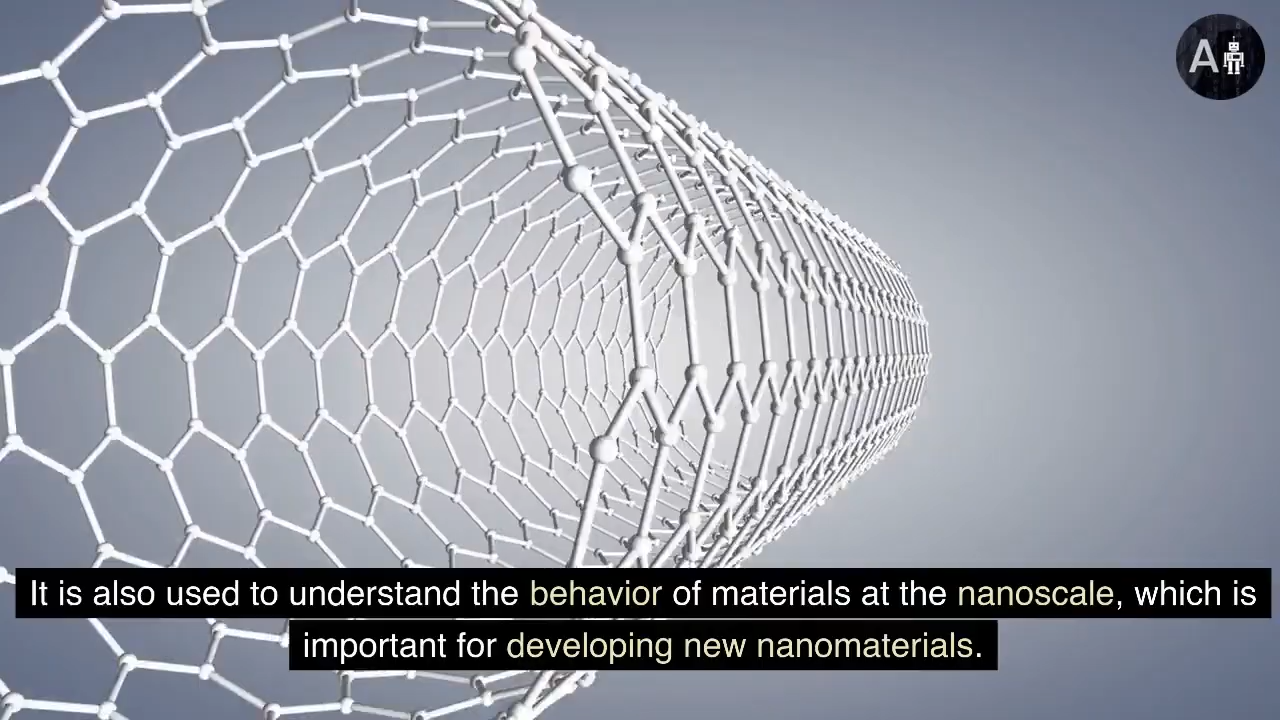 A
It is also used to understand the behavior of materials at the nanoscale, which is
important for developing new nanomaterials.